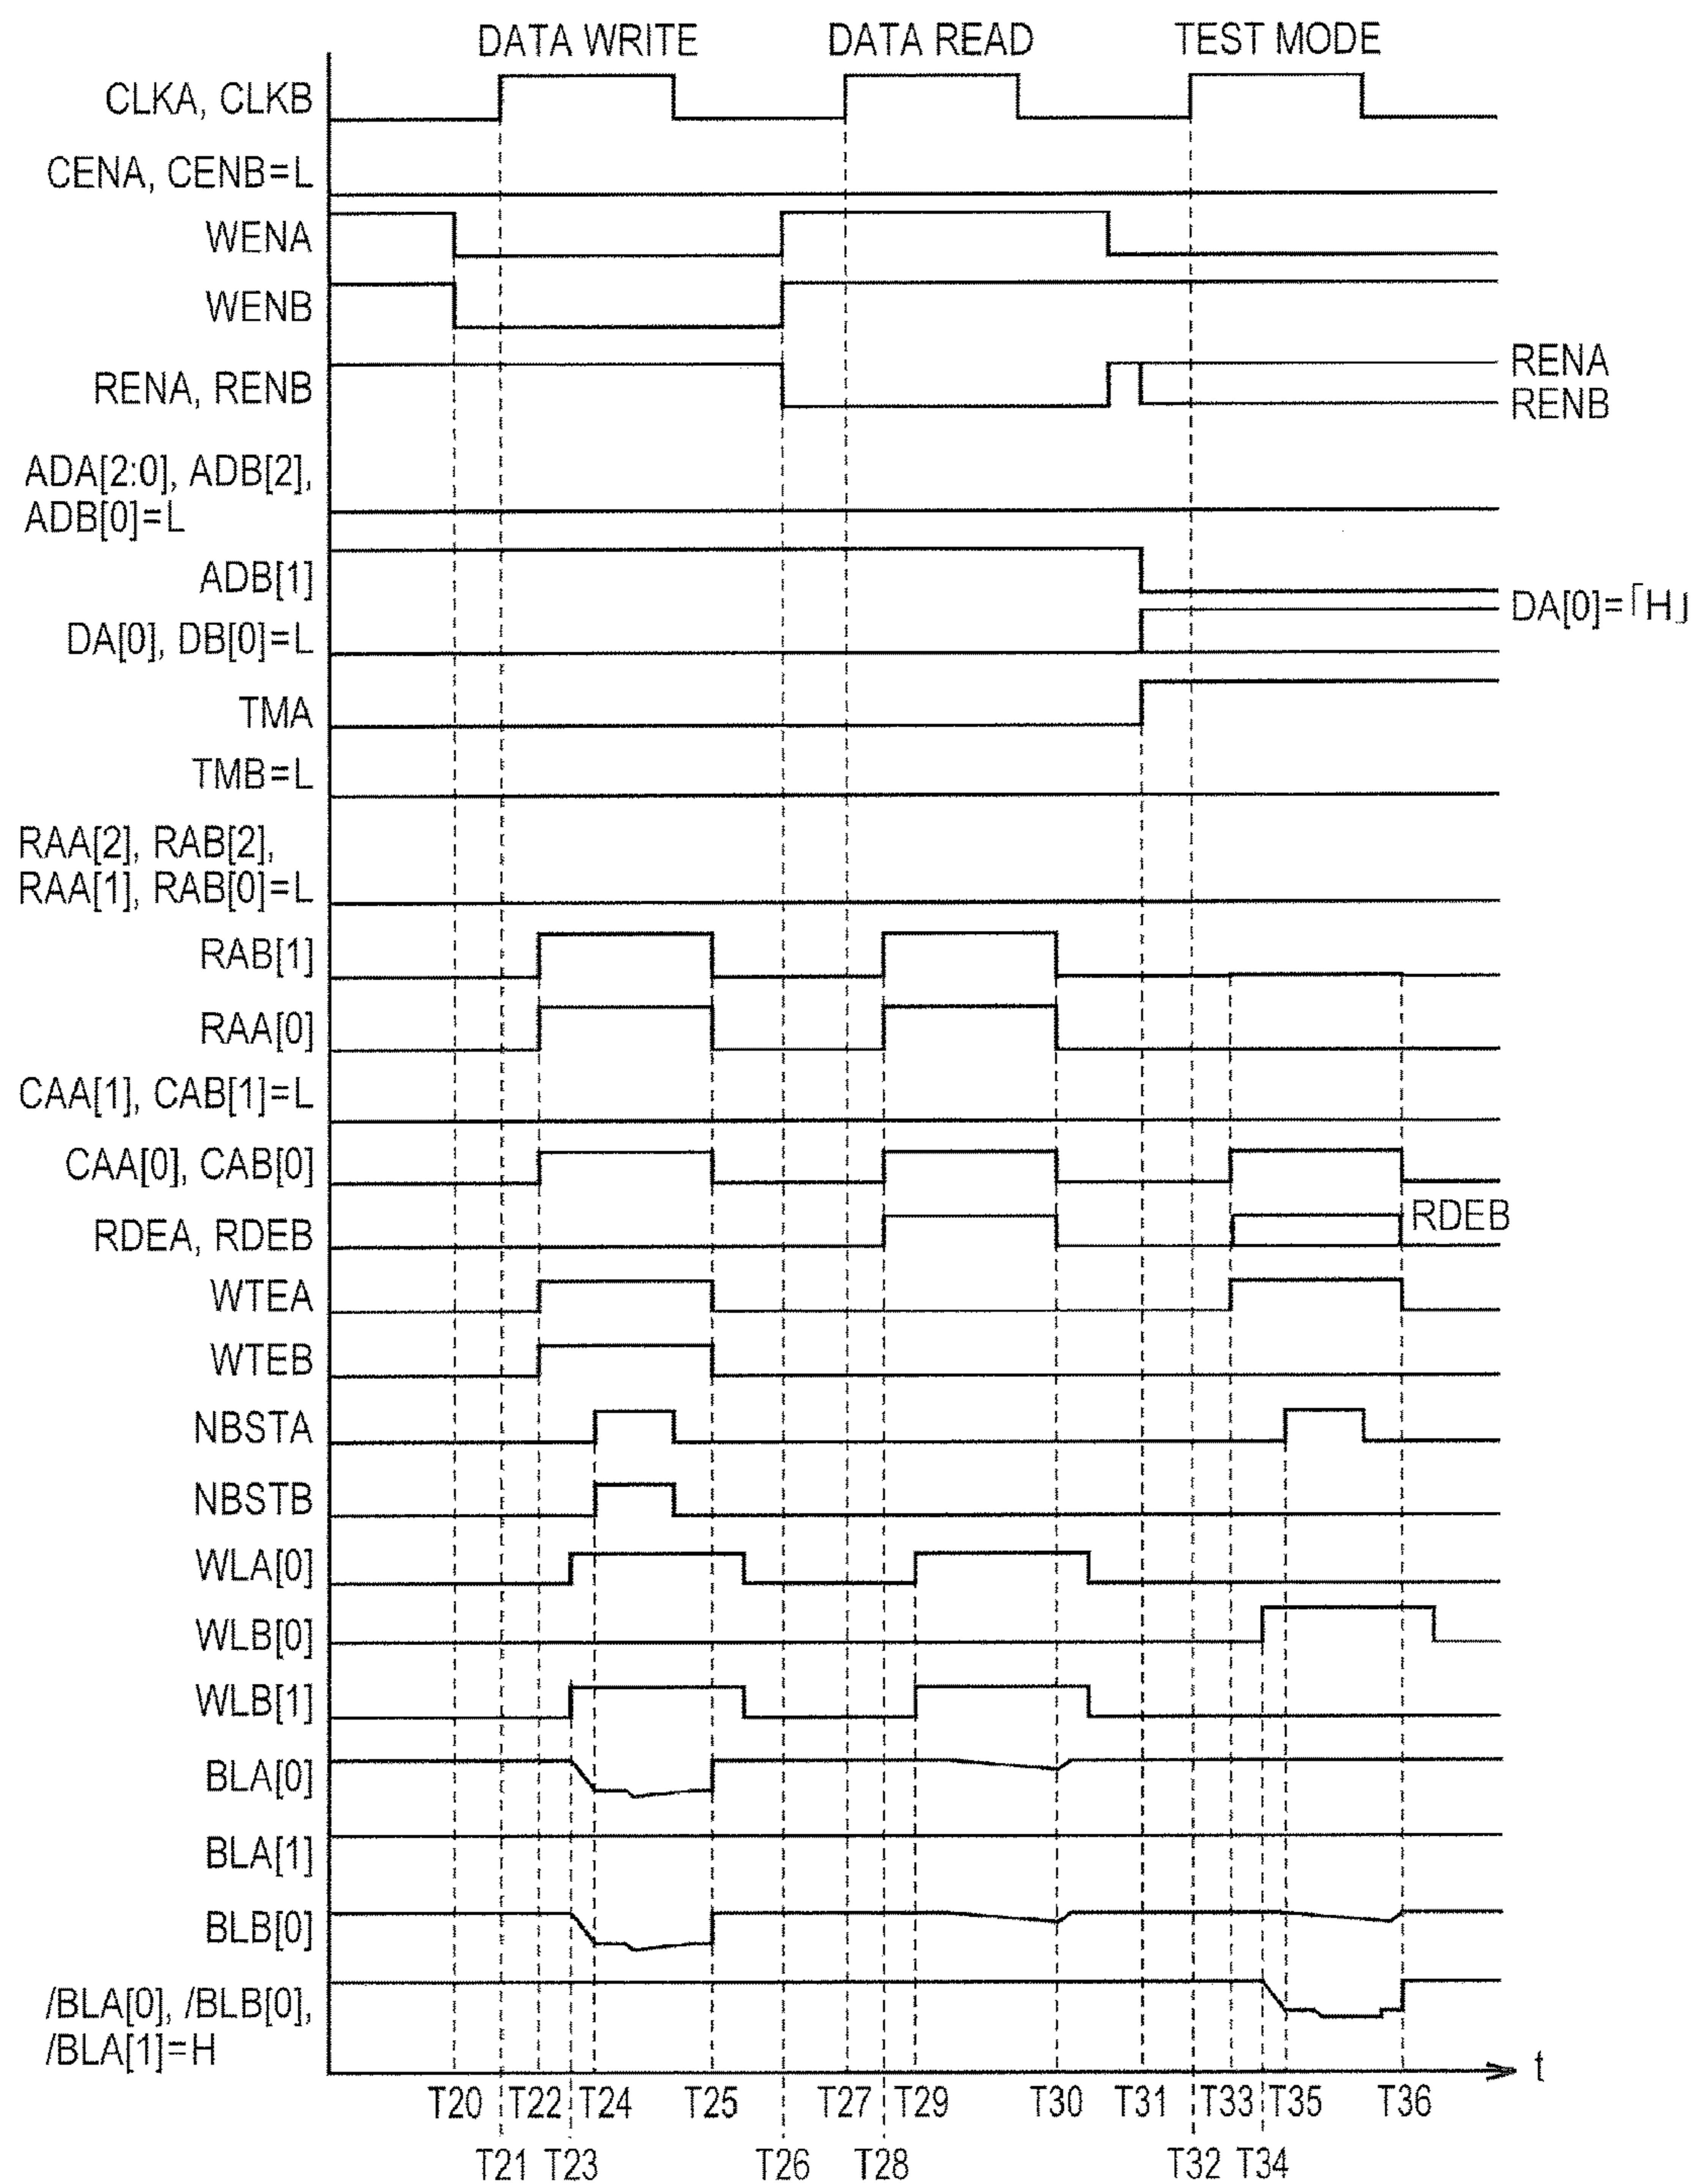 DATA WRITE DATA READ TEST MODE
CLKA, CLKB
CENA, CENB=L
WENA
WENB
RENA, RENB
RENA
RENB
ADA[2:0], ADB[2],
ADB[0]=L
ADB[1]
DA[0]=「H」
DA[0], DB[0]=L
TMA
TMB=L
RAA[2], RAB[2],
RAA[1], RAB[0]=L
RAB[1]
RAA[0]
CAA[1], CAB[1]=L
CAA[0], CAB[0]
RDEA, RDEB
RDEB
WTEA
WTEB
NBSTA
NBSTB
WLA[0]
WLB[0]
WLB[1]
BLA[0]
BLA[1]
BLB[0]
/BLA[0], /BLB[0],
/BLA[1]=H
t
T20 T22 T24 T25 T27 T29 T30 T31 T33 T35 T36
T21 T23 T26 T28 T32 T34